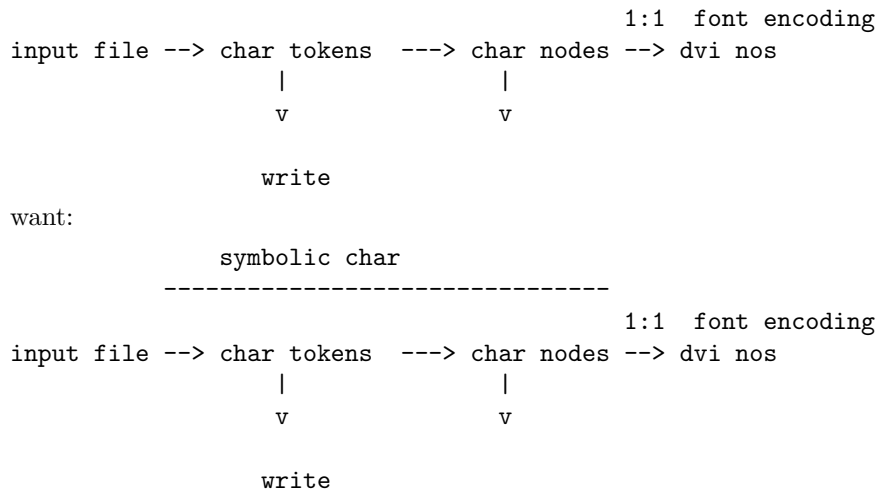 1:1 font encoding
input file --> char tokens ---> char nodes --> dvi nos
| |
v v
write
want:
symbolic char
--------------------------------
1:1 font encoding
input file --> char tokens ---> char nodes --> dvi nos
| |
v v
write